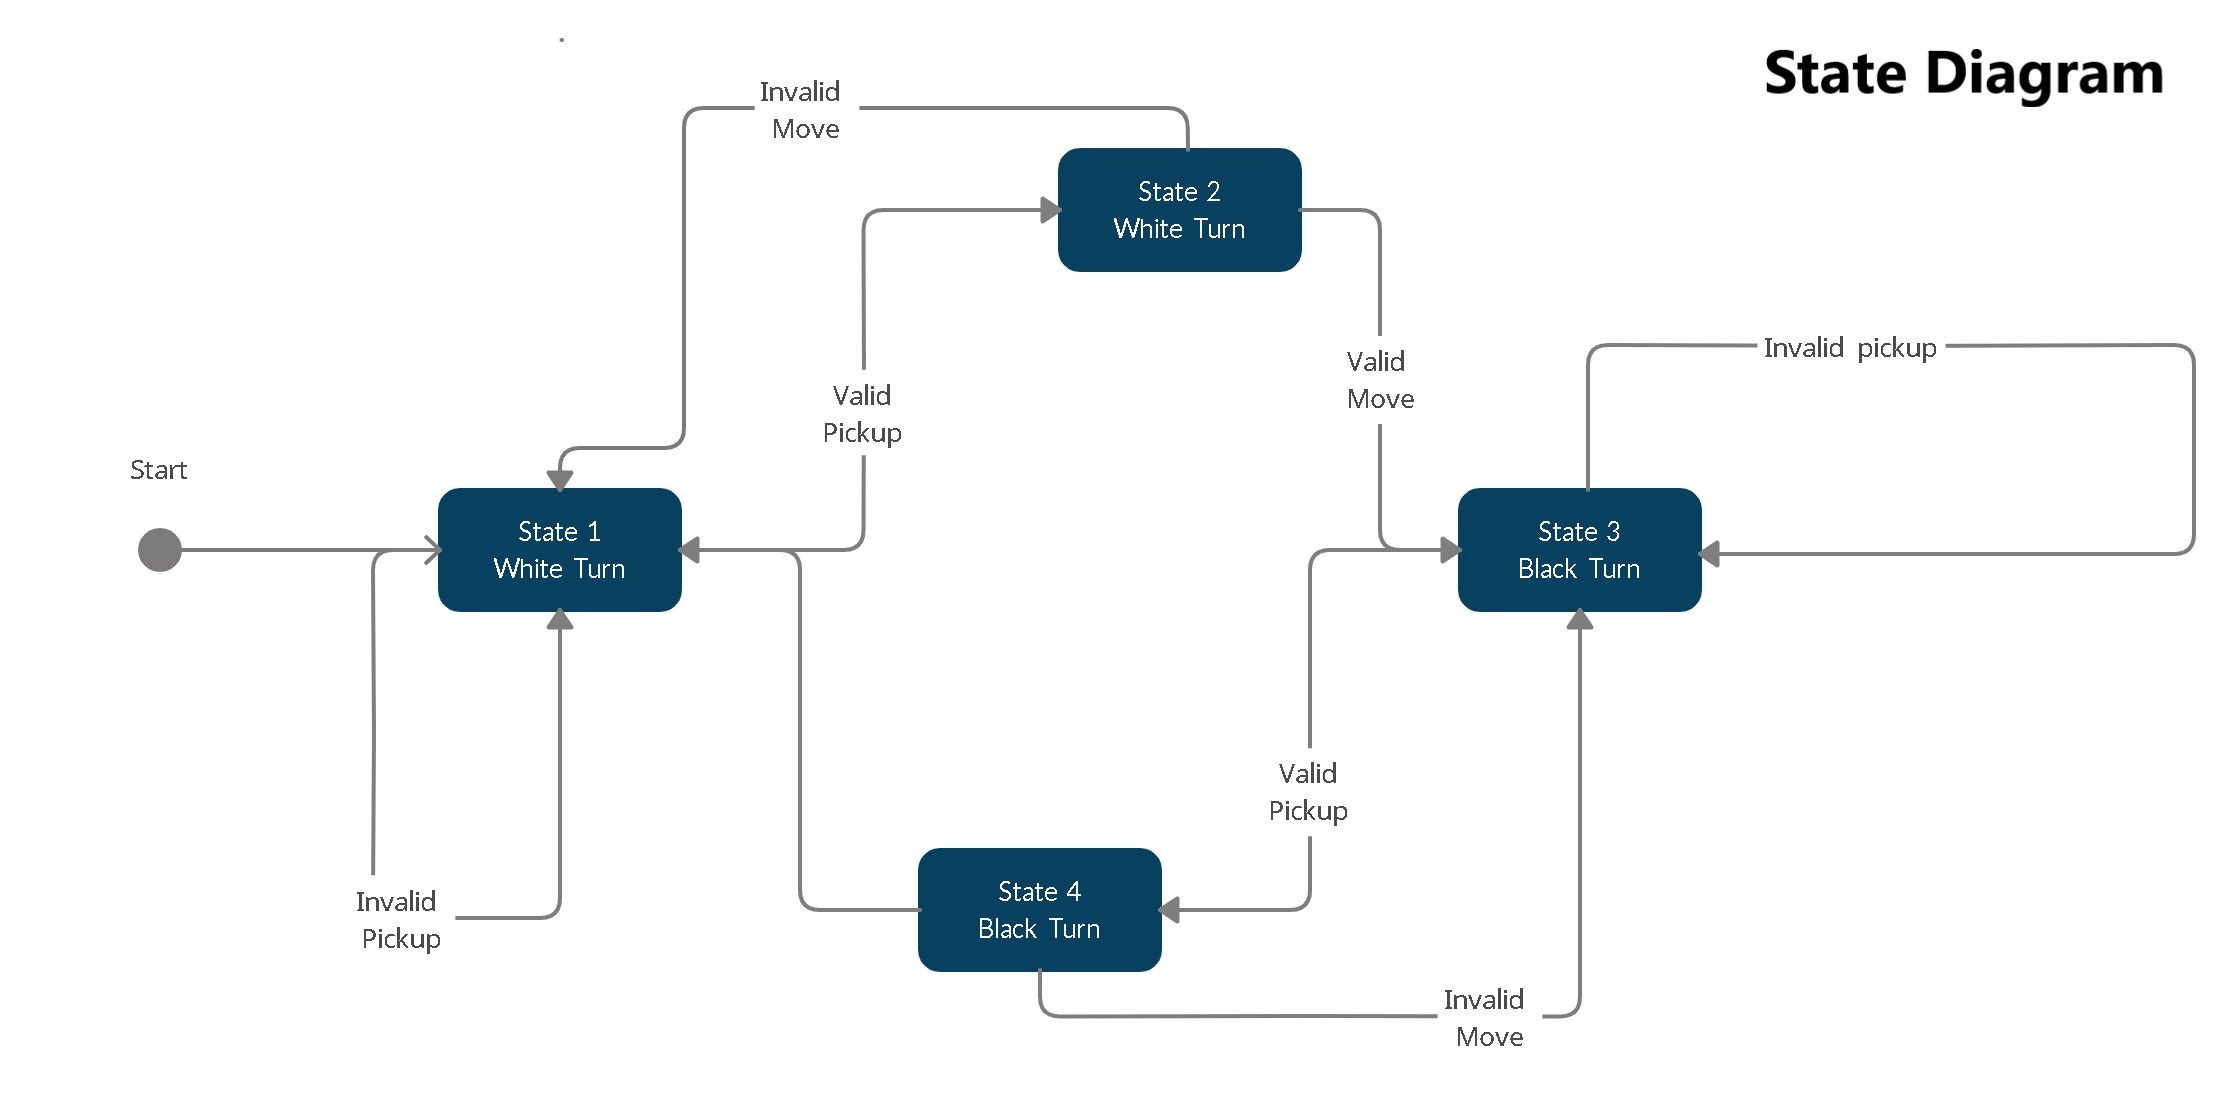 State Diagram
Invalid
Move
State 2
White Turn
Valid
Move
Invalid pickup
Valid
Pickup
Start
State 1
White Turn
State 3
Black Turn
Valid
Pickup
Invalid
Pickup
State 4
Black Turn
Invalid
Move